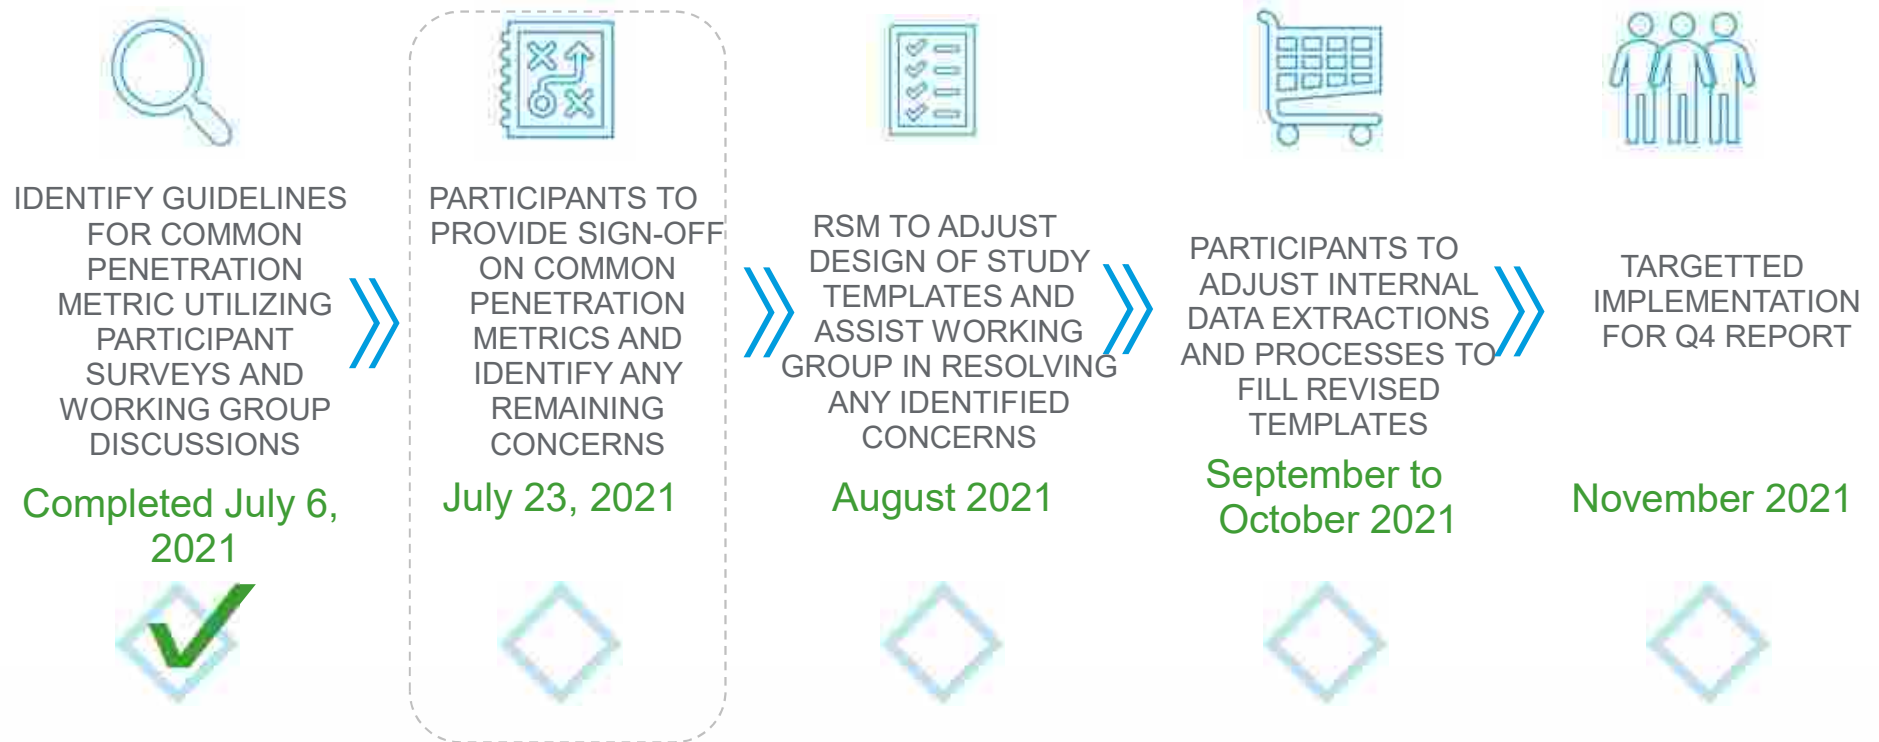 IDENTIFY GUIDELINES
FOR COMMON
PENETRATION
METRIC UTILIZING
PARTICIPANT
SURVEYS AND
WORKING GROUP
DISCUSSIONS
Completed July 6,
2021
PARTICIPANTS TO
PROVIDE SIGN-OFF
ON COMMON
PENETRATION
METRICS AND
IDENTIFY ANY
REMAINING
CONCERNS
July 23, 2021
RSM TO ADJUST
DESIGN OF STUDY
TEMPLATES AND
ASSIST WORKING
GROUP IN RESOLVING
ANY IDENTIFIED
CONCERNS
August 2021
PARTICIPANTS TO
ADJUST INTERNAL
DATA EXTRACTIONS
AND PROCESSES TO
FILL REVISED
TEMPLATES
September to
October 2021
TARGETTED
IMPLEMENTATION
FOR Q4 REPORT
November 2021